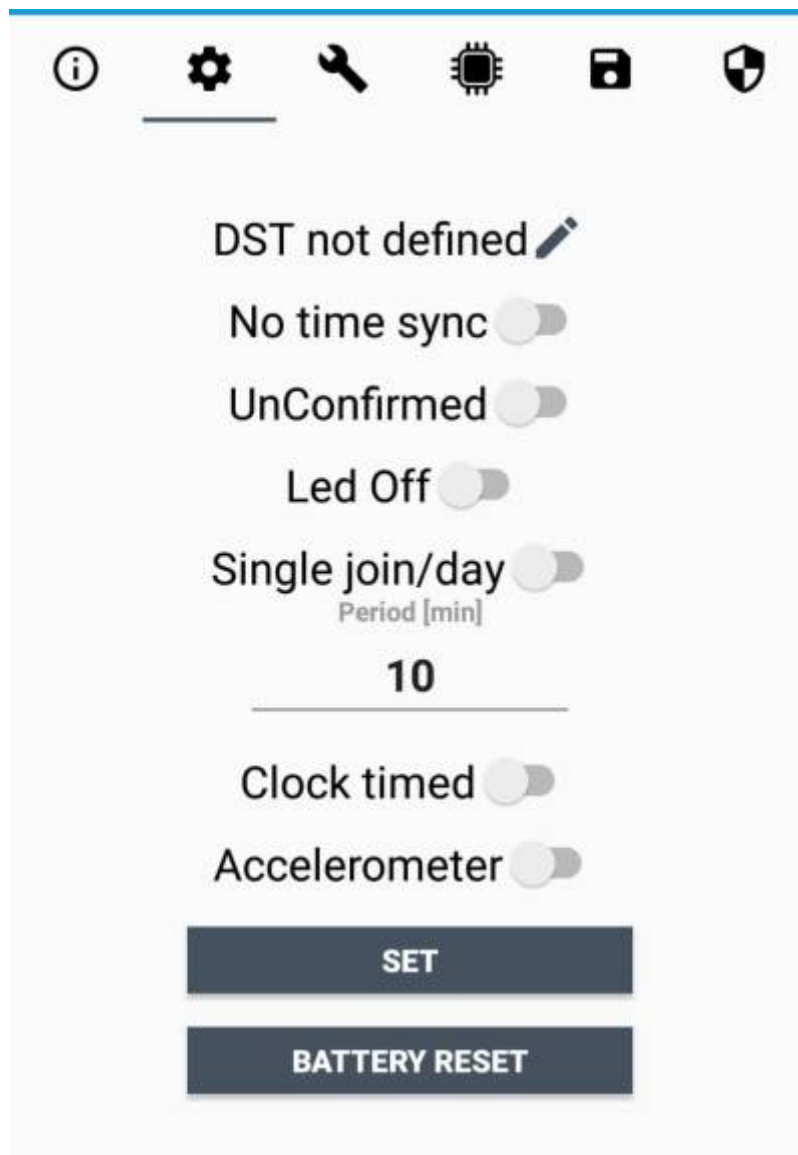 DST not defined
No time sync
UnConfirmed
Led Off
Single join/day
Period [min]
10
Clock timed
Accelerometer
SET
BATTERY RESET